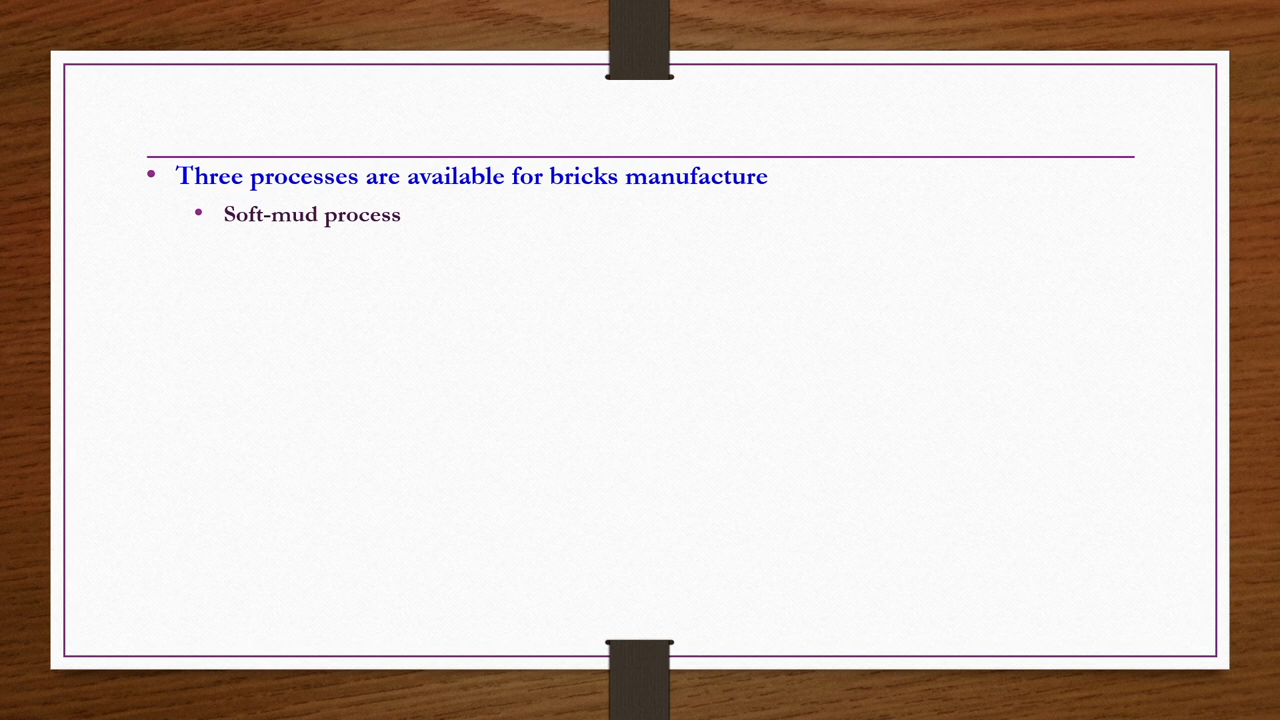 • Three processes are available for bricks manufacture
• Soft-mud process